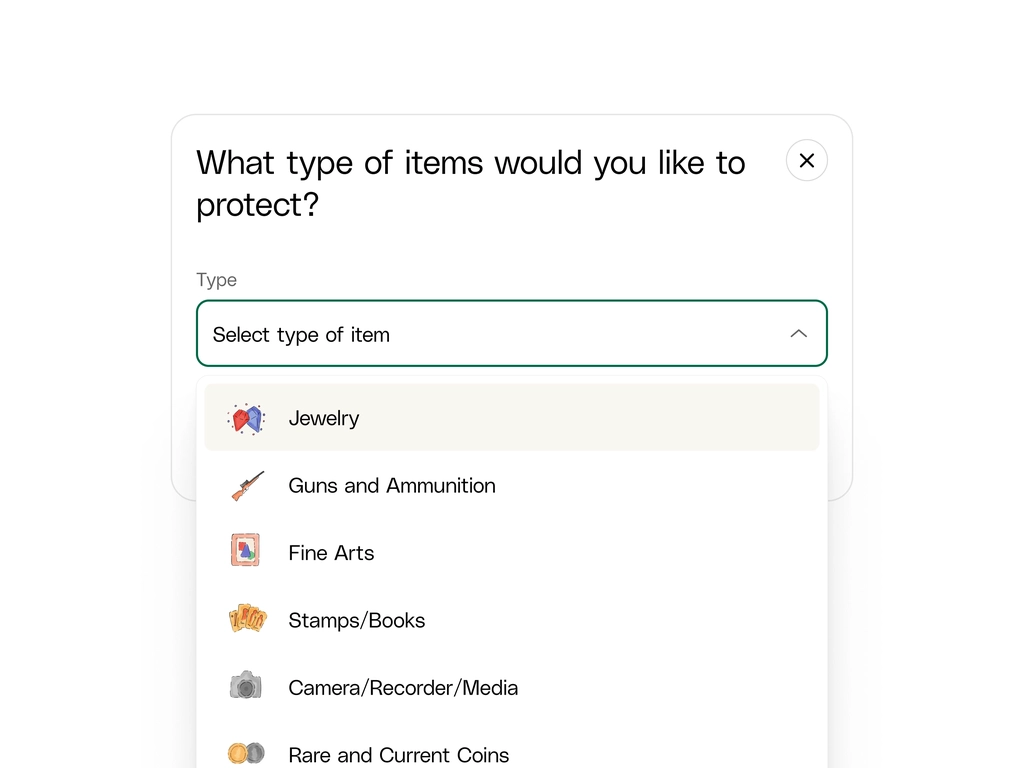 What type of items would you like to
protect?
Type
Select type of item
Jewelry
Guns and Ammunition
Fine Arts
Stamps/Books
Camera/Recorder/Media
Rare and Current Coins